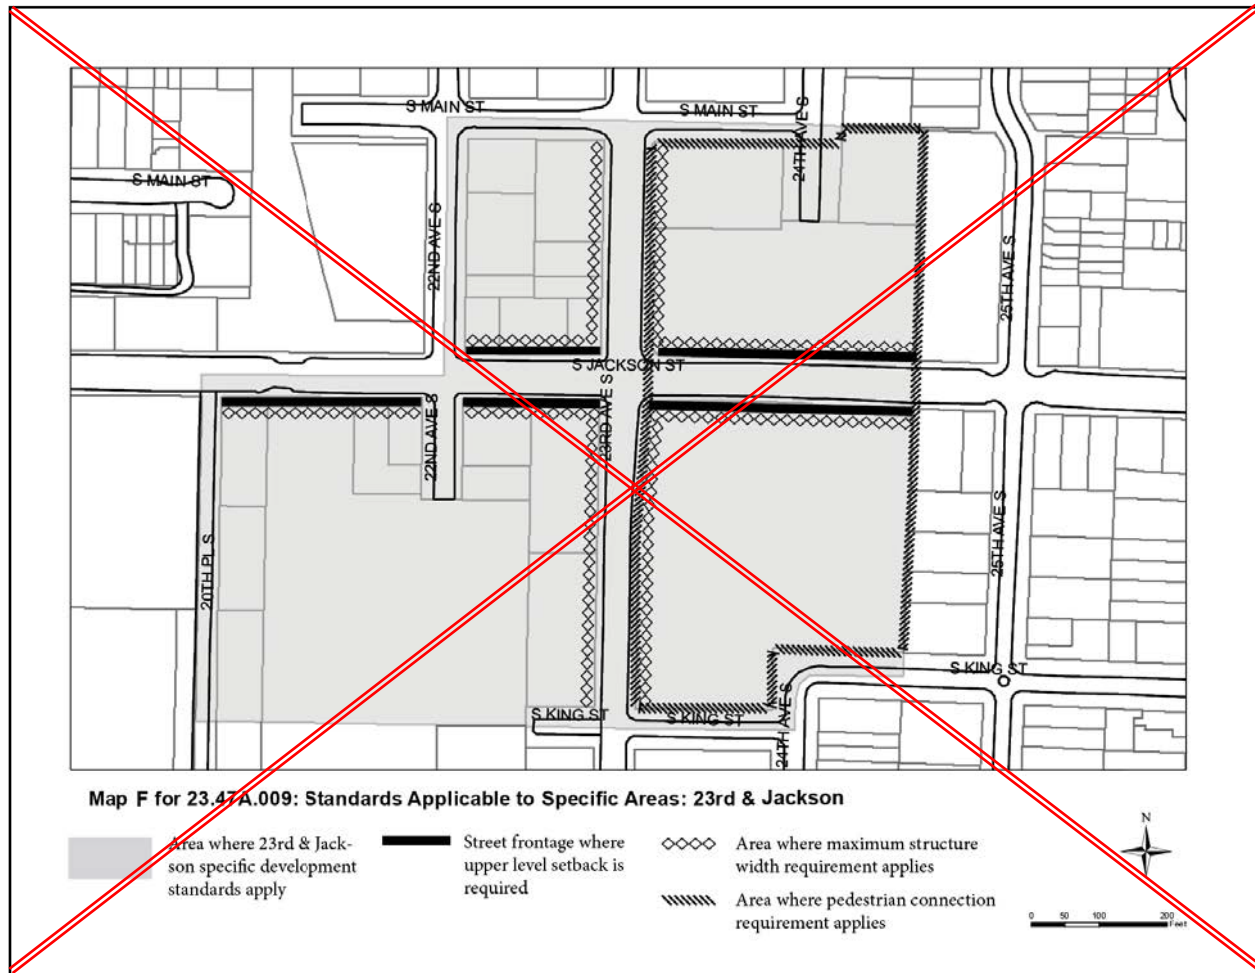 S MAIN ST
S MAIN ST
24TH AVE S
S MAIN ST
22ND AVE S
25TH AVE S
S JACKSON ST
22ND AVE S
23RD AVE S
20TH PL S
25TH AVE S
S KING ST
S KING ST
S KING ST
24TH AVE S
Map F for 23.47A.009: Standards Applicable to Specific Areas: 23rd & Jackson
Area where 23rd & Jack-
son specific development
standards apply
Street frontage where
upper level setback is
required
Area where maximum structure
width requirement applies
Area where pedestrian connection
requirement applies
N
0 50 100 200
Feet